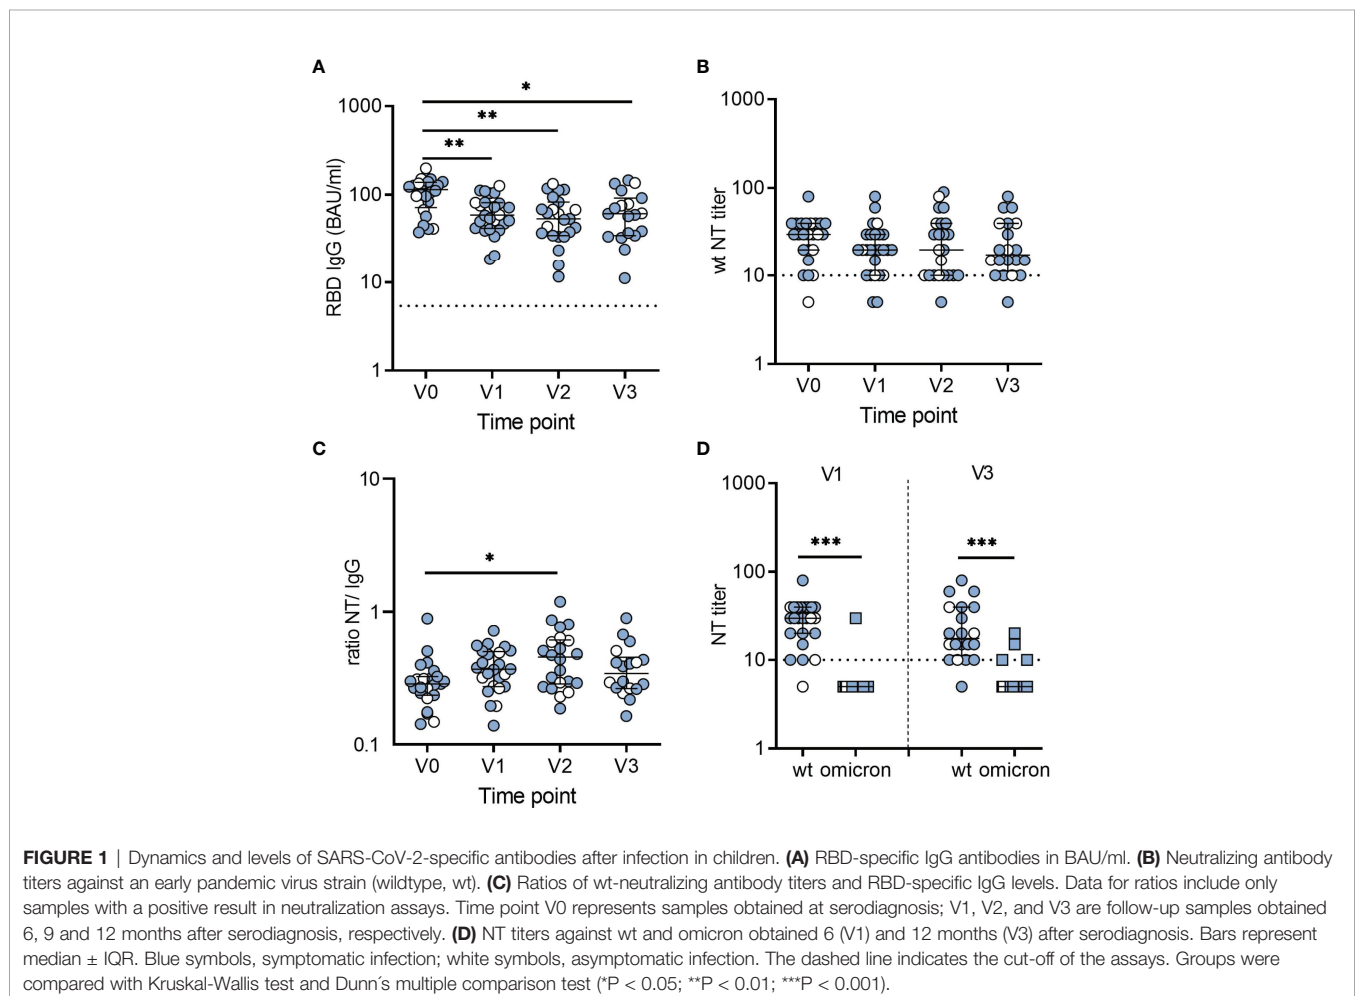 A
RBD IgG (BAU/ml)
1000
100
10
1
*
**
**
V0 V1 V2 V3
Time point
B
wt NT titer
1000
100
10
1
V0 V1 V2 V3
Time point
C
ratio NT/ IgG
10
1
0.1
*
V0 V1 V2 V3
Time point
D
V1 V3
NT titer
1000
100
10
1
*** ***
wt omicron wt omicron
FIGURE 1 | Dynamics and levels of SARS-CoV-2-specific antibodies after infection in children. (A) RBD-specific IgG antibodies in BAU/ml. (B) Neutralizing antibody
titers against an early pandemic virus strain (wildtype, wt). (C) Ratios of wt-neutralizing antibody titers and RBD-specific IgG levels. Data for ratios include only
samples with a positive result in neutralization assays. Time point V0 represents samples obtained at serodiagnosis; V1, V2, and V3 are follow-up samples obtained
6, 9 and 12 months after serodiagnosis, respectively. (D) NT titers against wt and omicron obtained 6 (V1) and 12 months (V3) after serodiagnosis. Bars represent
median ± IQR. Blue symbols, symptomatic infection; white symbols, asymptomatic infection. The dashed line indicates the cut-off of the assays. Groups were
compared with Kruskal-Wallis test and Dunn´s multiple comparison test (*P < 0.05; **P < 0.01; ***P < 0.001).